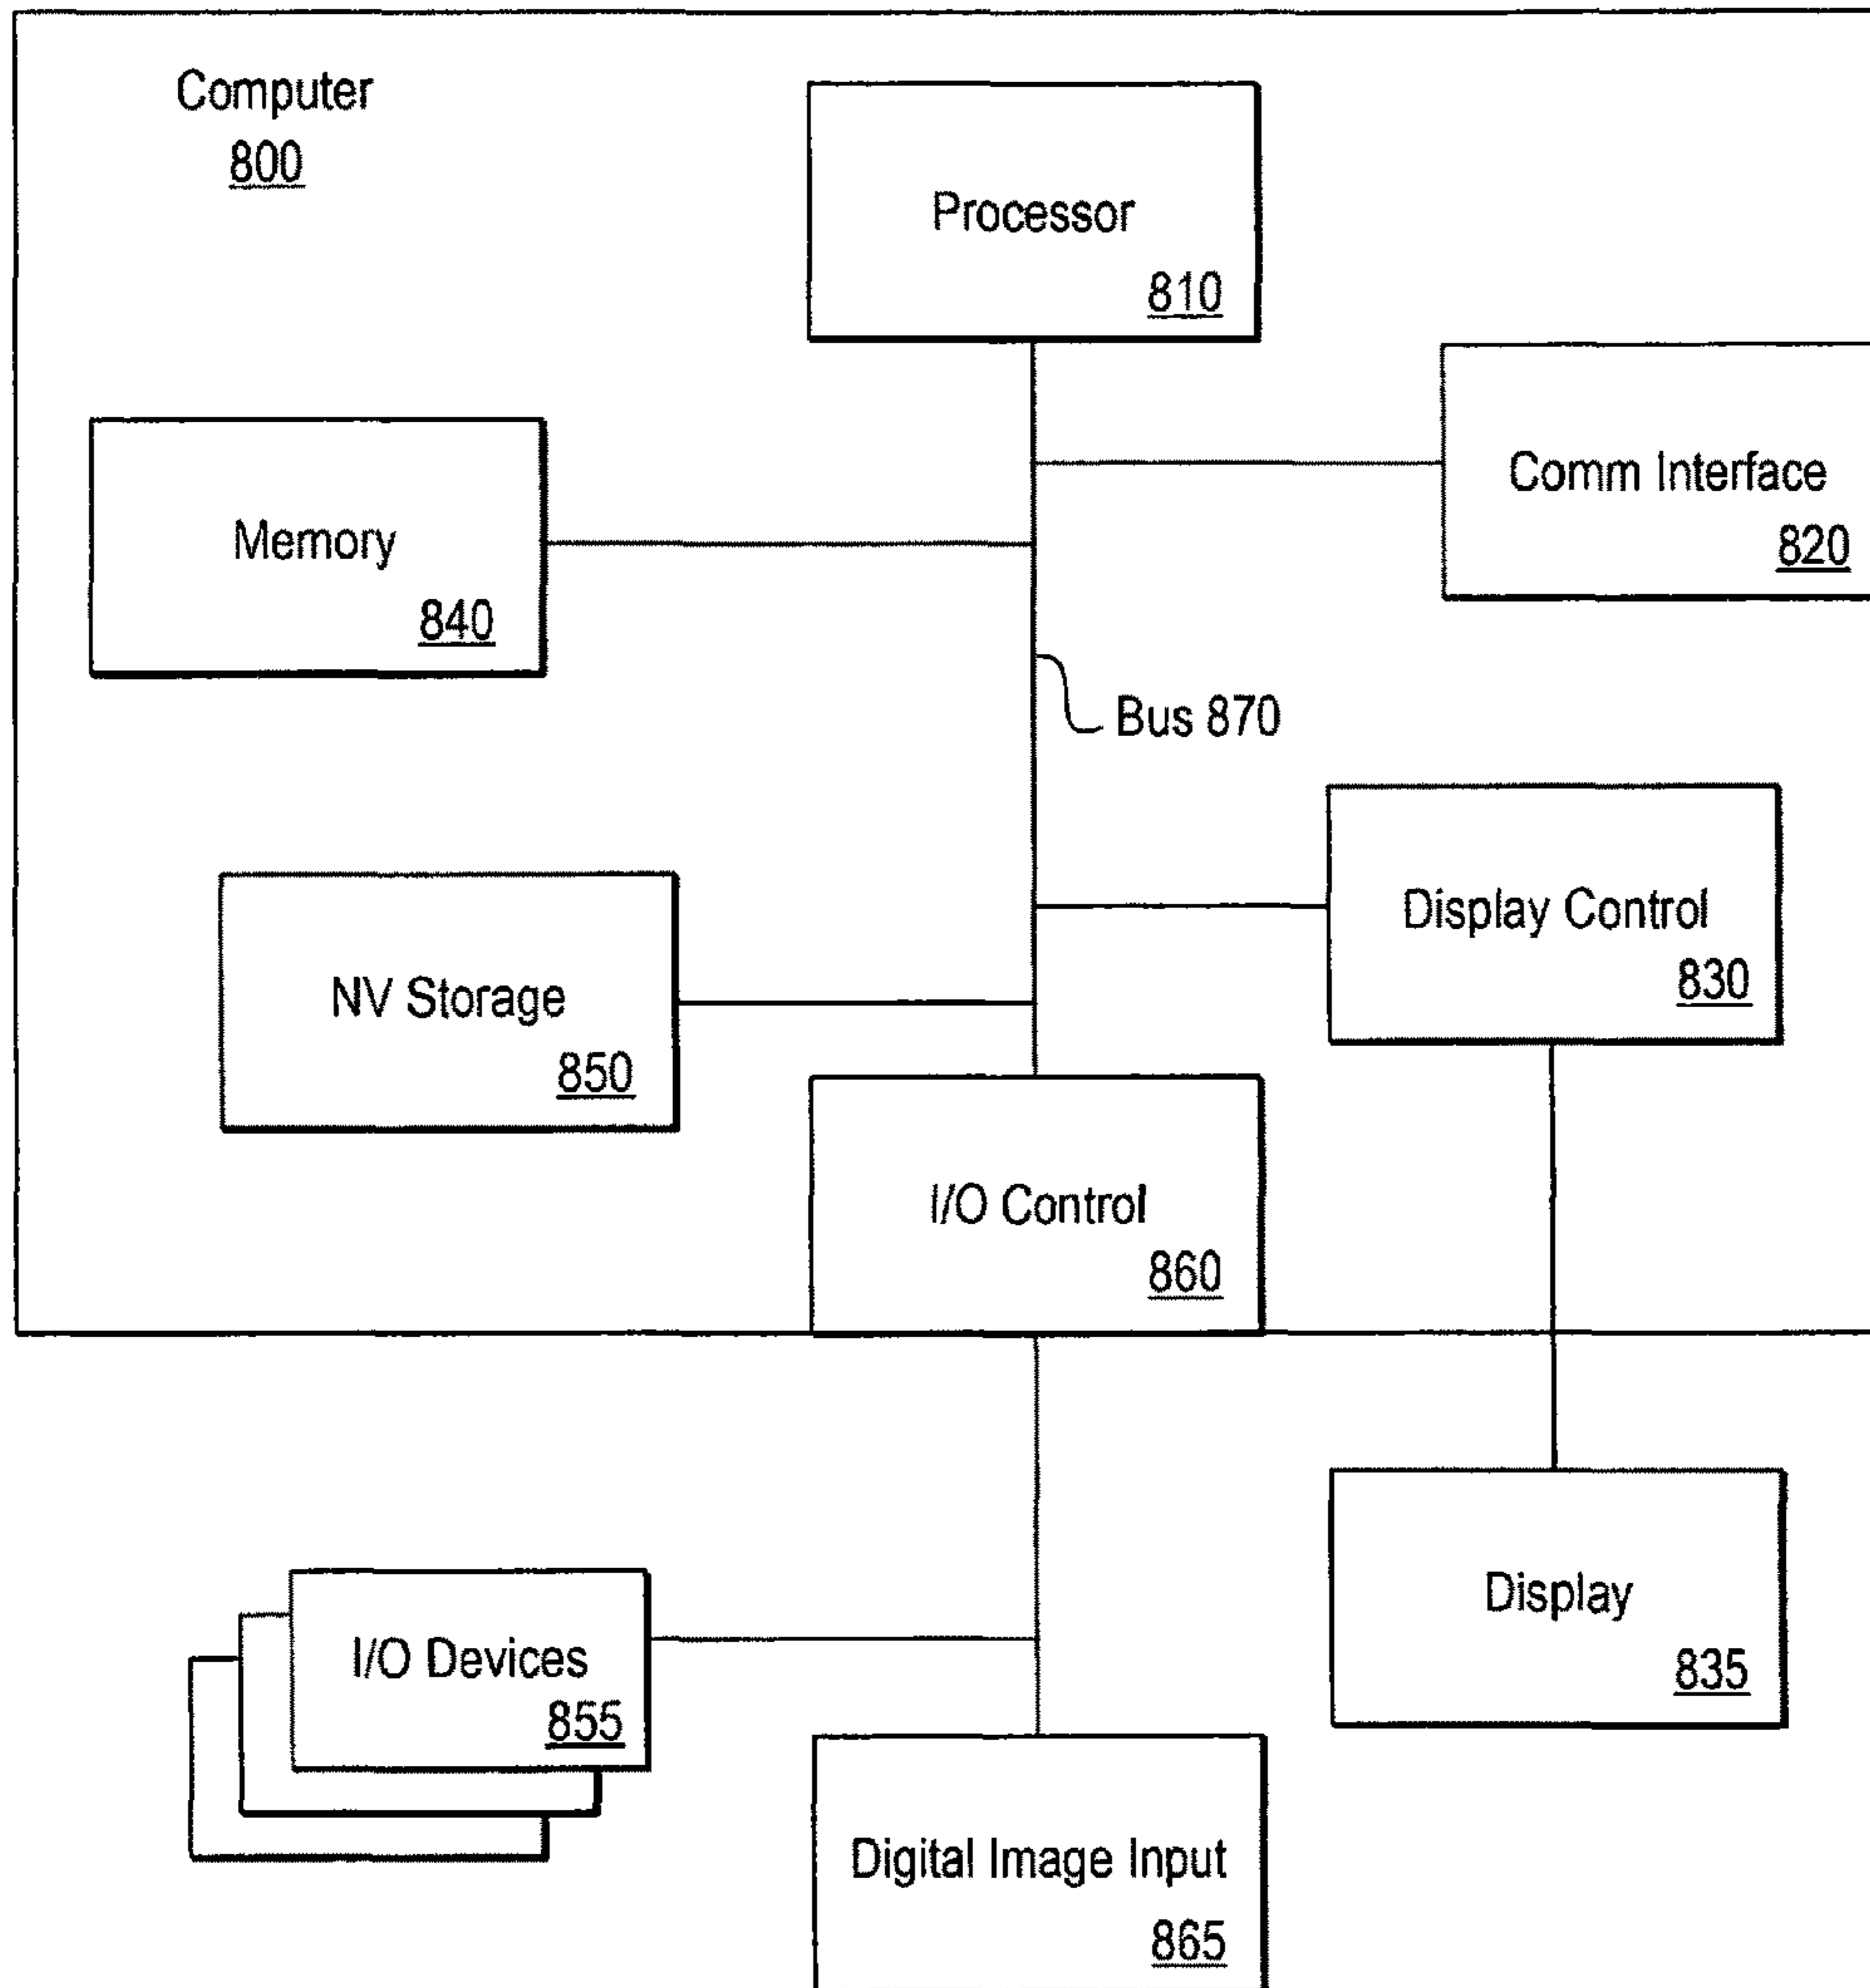 Computer
800
Processor
810
Comm Interface
820
Memory
840
Bus 870
Display Control
830
NV Storage
850
I/O Control
860
Display
835
I/O Devices
855
Digital Image Input
865